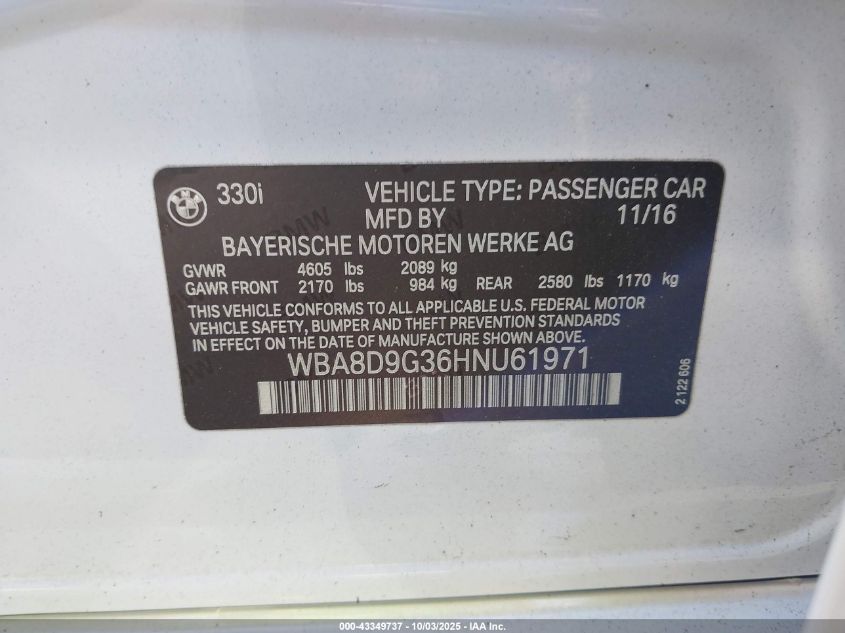 330i VEHICLE TYPE: PASSENGER CAR
MFD BY 11/16
BAYERISCHE MOTOREN WERKE AG
GVWR 4605 lbs 2089 kg
GAWR FRONT 2170 lbs 984 kg REAR 2580 lbs 1170 kg
THIS VEHICLE CONFORMS TO ALL APPLICABLE U.S. FEDERAL MOTOR
VEHICLE SAFETY, BUMPER AND THEFT PREVENTION STANDARDS
IN EFFECT ON THE DATE OF MANUFACTURE SHOWN ABOVE.
WBA8D9G36HNU61971
2 122 606
000-43349737 - 10/03/2025 - IAA Inc.